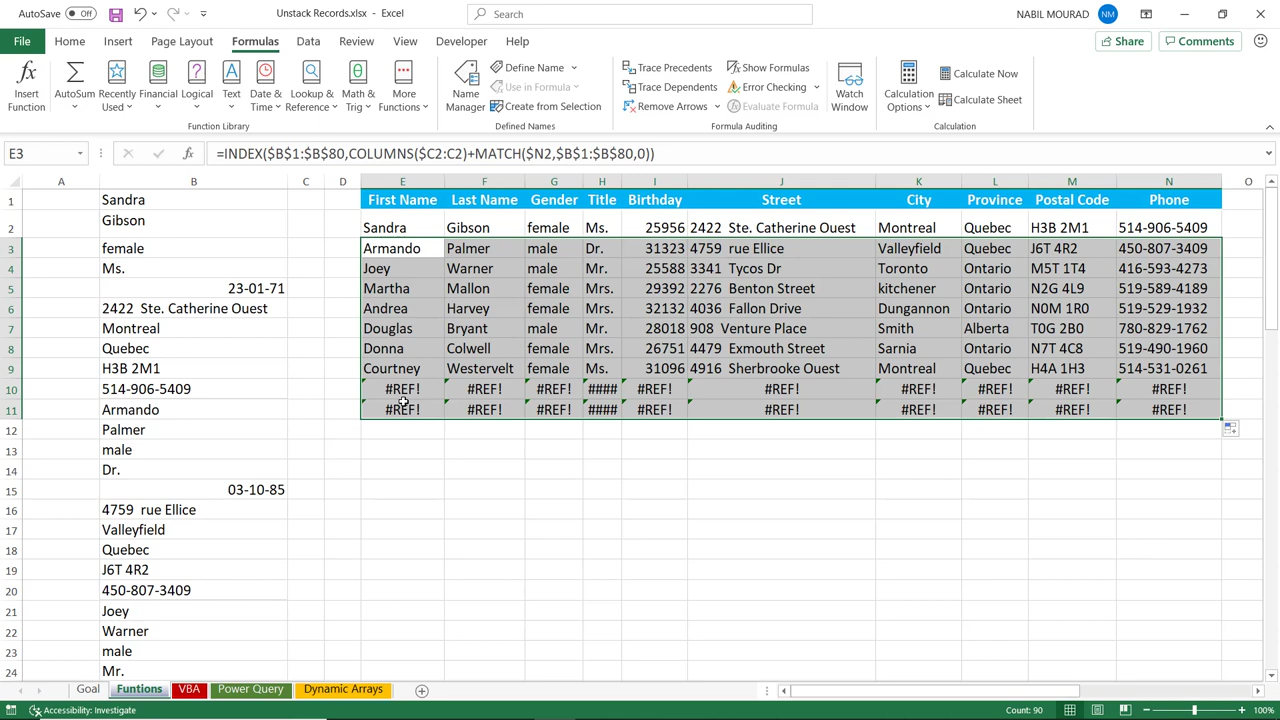 AutoSave Off Unstack Records.xlsx - Excel Search NABIL MOURAD NM
File Home Insert Page Layout Formulas Data Review View Developer Help Share Comments
Insert Function AutoSum Recently Used Financial Logical Text Date & Time Lookup & Reference Math & Trig More Functions Name Manager Define Name Use in Formula Create from Selection Trace Precedents Trace Dependents Remove Arrows Show Formulas Error Checking Evaluate Formula Watch Window Calculation Options Calculate Now Calculate Sheet
Function Library Defined Names Formula Auditing Calculation
E3 fx =INDEX($B$1:$B$80,COLUMNS($C2:C2)+MATCH($N2,$B$1:$B$80,0))
A B C D E F G H I J K L M N O
1 Sandra First Name Last Name Gender Title Birthday Street City Province Postal Code Phone
2 Gibson Sandra Gibson female Ms. 25956 2422 Ste. Catherine Ouest Montreal Quebec H3B 2M1 514-906-5409
3 female Armando Palmer male Dr. 31323 4759 rue Ellice Valleyfield Quebec J6T 4R2 450-807-3409
4 Ms. Joey Warner male Mr. 25588 3341 Tycos Dr Toronto Ontario M5T 1T4 416-593-4273
5 23-01-71 Martha Mallon female Mrs. 29392 2276 Benton Street kitchener Ontario N2G 4L9 519-589-4189
6 2422 Ste. Catherine Ouest Andrea Harvey female Mrs. 32132 4036 Fallon Drive Dungannon Ontario N0M 1R0 519-529-1932
7 Montreal Douglas Bryant male Mr. 28018 908 Venture Place Smith Alberta T0G 2B0 780-829-1762
8 Quebec Donna Colwell female Mrs. 26751 4479 Exmouth Street Sarnia Ontario N7T 4C8 519-490-1960
9 H3B 2M1 Courtney Westervelt female Ms. 31096 4916 Sherbrooke Ouest Montreal Quebec H4A 1H3 514-531-0261
10 514-906-5409 #REF! #REF! #REF! #### #REF! #REF! #REF! #REF! #REF! #REF!
11 Armando #REF! #REF! #REF! #### #REF! #REF! #REF! #REF! #REF! #REF!
12 Palmer
13 male
14 Dr.
15 03-10-85
16 4759 rue Ellice
17 Valleyfield
18 Quebec
19 J6T 4R2
20 450-807-3409
21 Joey
22 Warner
23 male
24 Mr.
Goal Funtions VBA Power Query Dynamic Arrays
Accessibility: Investigate Count: 90 100%